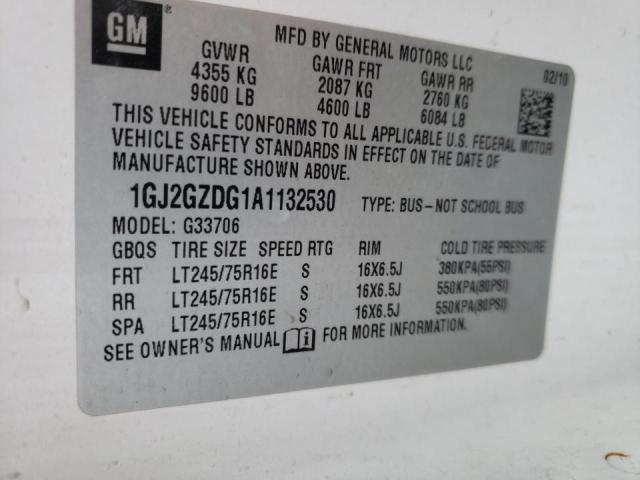 GM
MFD BY GENERAL MOTORS LLC
GVWR GAWR FRT GAWR RR 02/10
4355 KG 2087 KG 2760 KG
9600 LB 4600 LB 6084 LB
THIS VEHICLE CONFORMS TO ALL APPLICABLE U.S. FEDERAL MOTOR
VEHICLE SAFETY STANDARDS IN EFFECT ON THE DATE OF
MANUFACTURE SHOWN ABOVE.
1GJ2GZDG1A1132530 TYPE: BUS-NOT SCHOOL BUS
MODEL: G33706
GBQS TIRE SIZE SPEED RTG RIM COLD TIRE PRESSURE
FRT LT245/75R16E S 16X6.5J 380KPA(55PSI)
RR LT245/75R16E S 16X6.5J 550KPA(80PSI)
SPA LT245/75R16E S 16X6.5J 550KPA(80PSI)
SEE OWNER'S MANUAL FOR MORE INFORMATION.